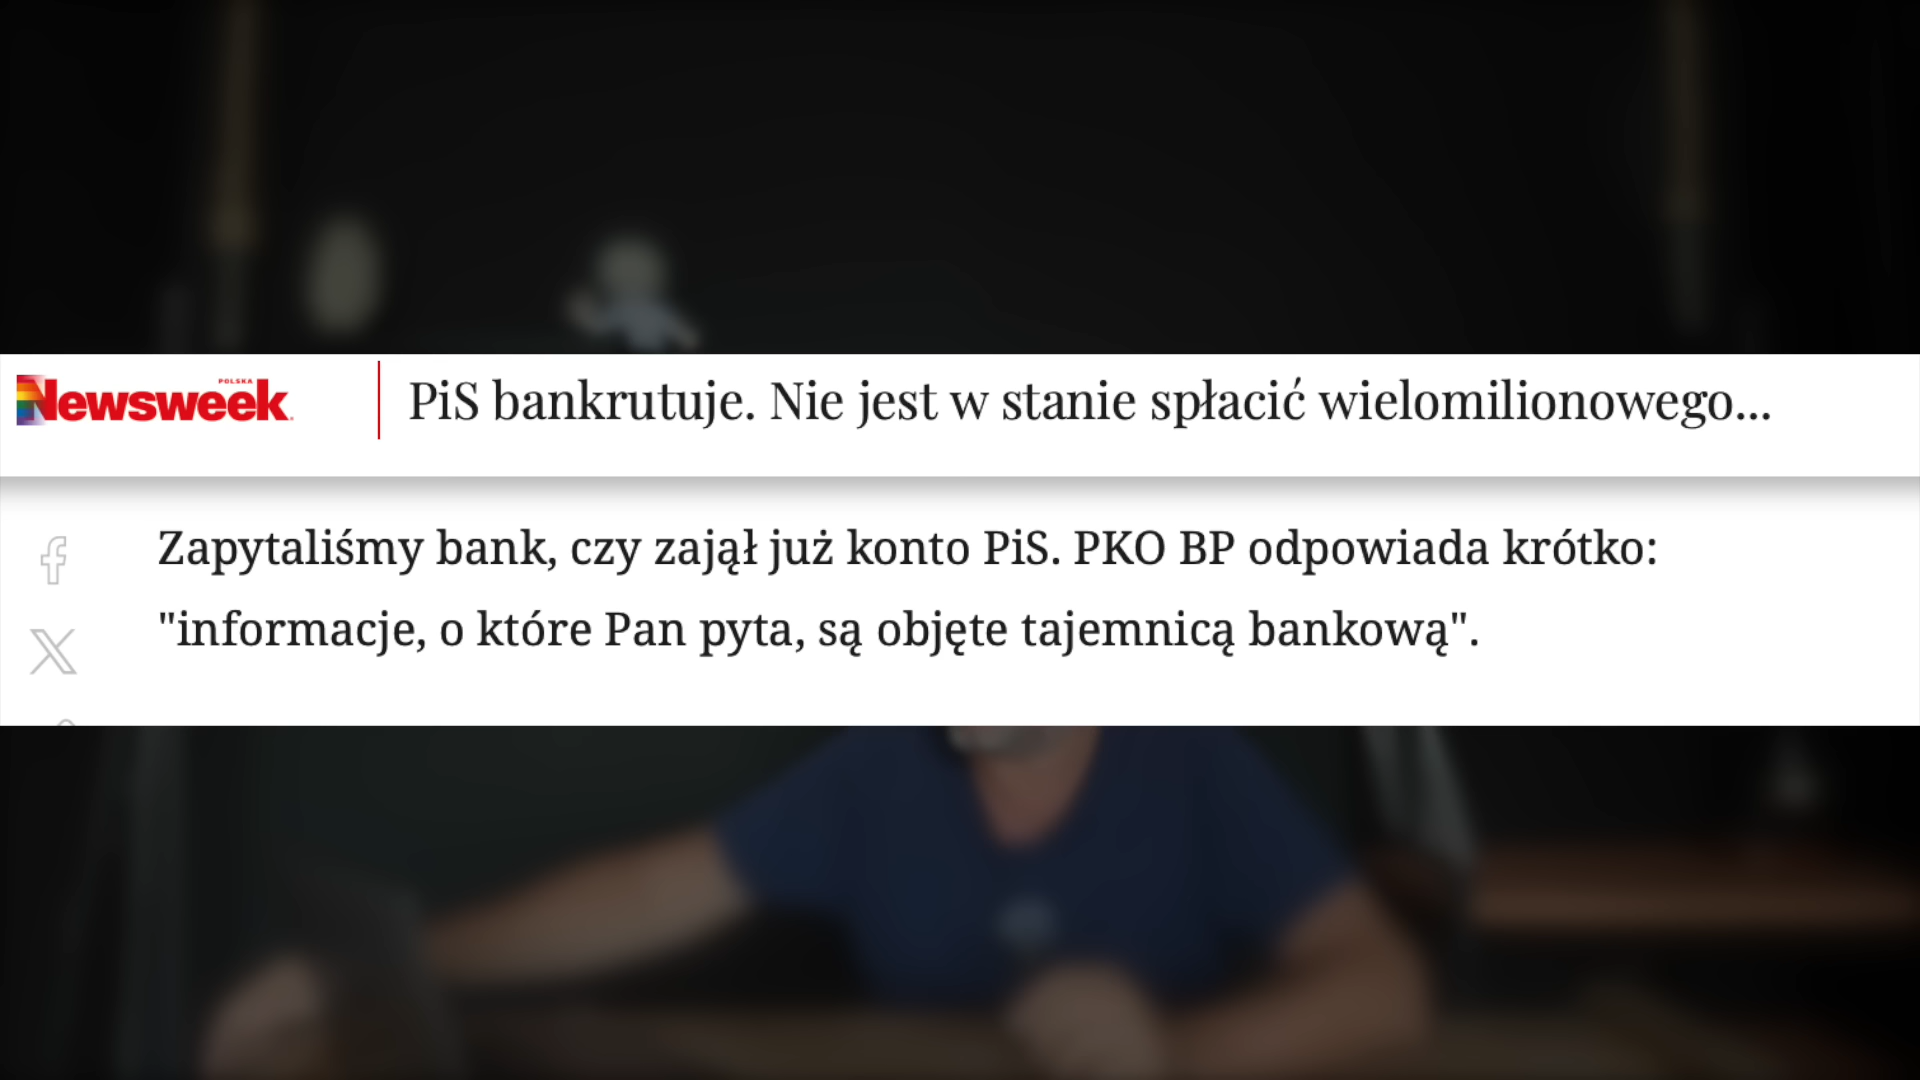 Newsweek
POLSKA
PiS bankrutuje. Nie jest w stanie spłacić wielomilionowego...
Zapytaliśmy bank, czy zajął już konto PiS. PKO BP odpowiada krótko:
"informacje, o które Pan pyta, są objęte tajemnicą bankową".